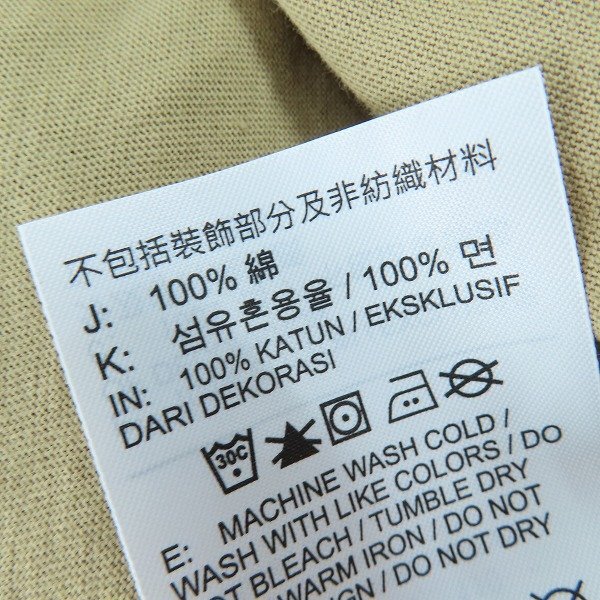 不包括裝飾部分及非紡織材料
J: 100% 綿
K: 섬유혼용율 / 100% 면
IN: 100% KATUN / EKSKLUSIF
DARI DEKORASI
30C
E: MACHINE WASH COLD /
WASH WITH LIKE COLORS / DO
NOT BLEACH / TUMBLE DRY
WARM IRON / DO NOT
DO NOT DRY